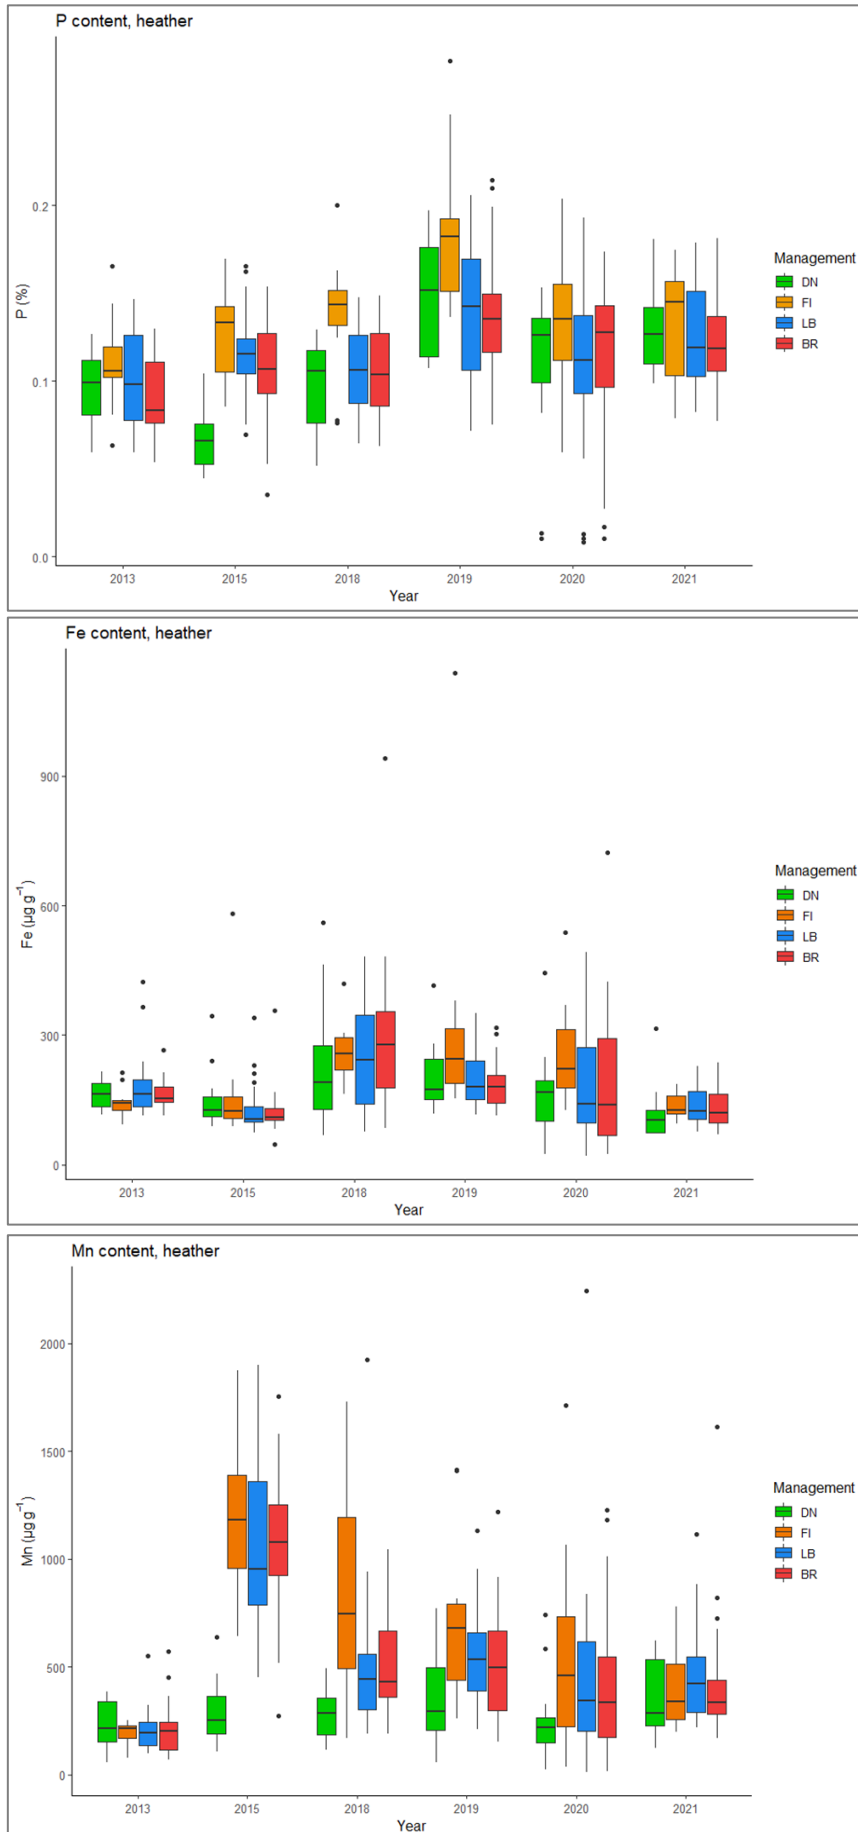 P content, heather
P (%)
0.2
0.1
0.0
2013 2015 2018 2019 2020 2021
Year
Management
DN
FI
LB
BR
Fe content, heather
Fe (µg g⁻¹)
900
600
300
0
2013 2015 2018 2019 2020 2021
Year
Management
DN
FI
LB
BR
Mn content, heather
Mn (µg g⁻¹)
2000
1500
1000
500
0
2013 2015 2018 2019 2020 2021
Year
Management
DN
FI
LB
BR